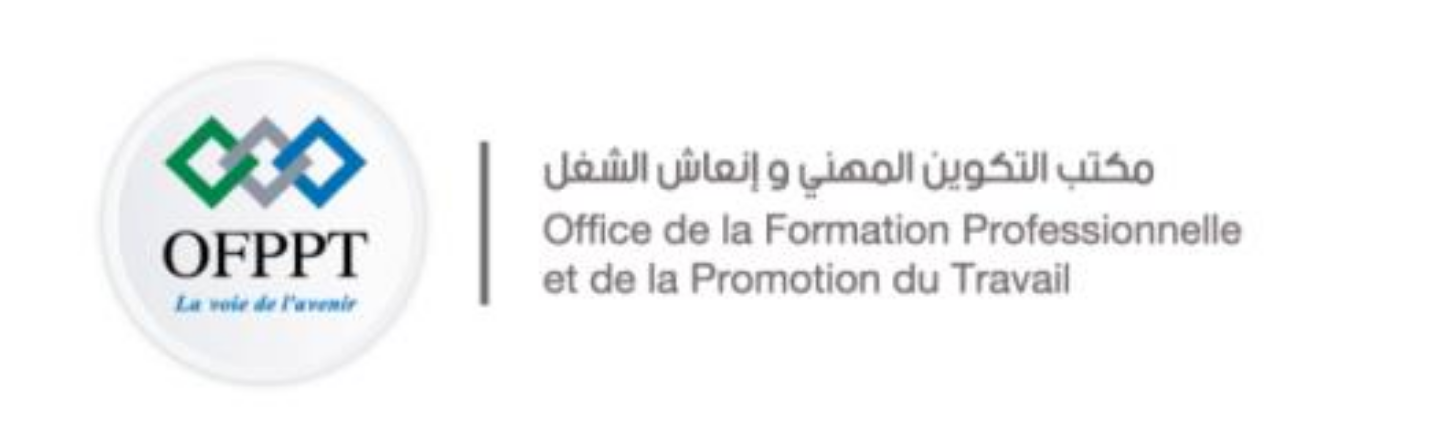 OFPPT
La voie de l'avenir
مكتب التكوين المهني و إنعاش الشغل
Office de la Formation Professionnelle
et de la Promotion du Travail